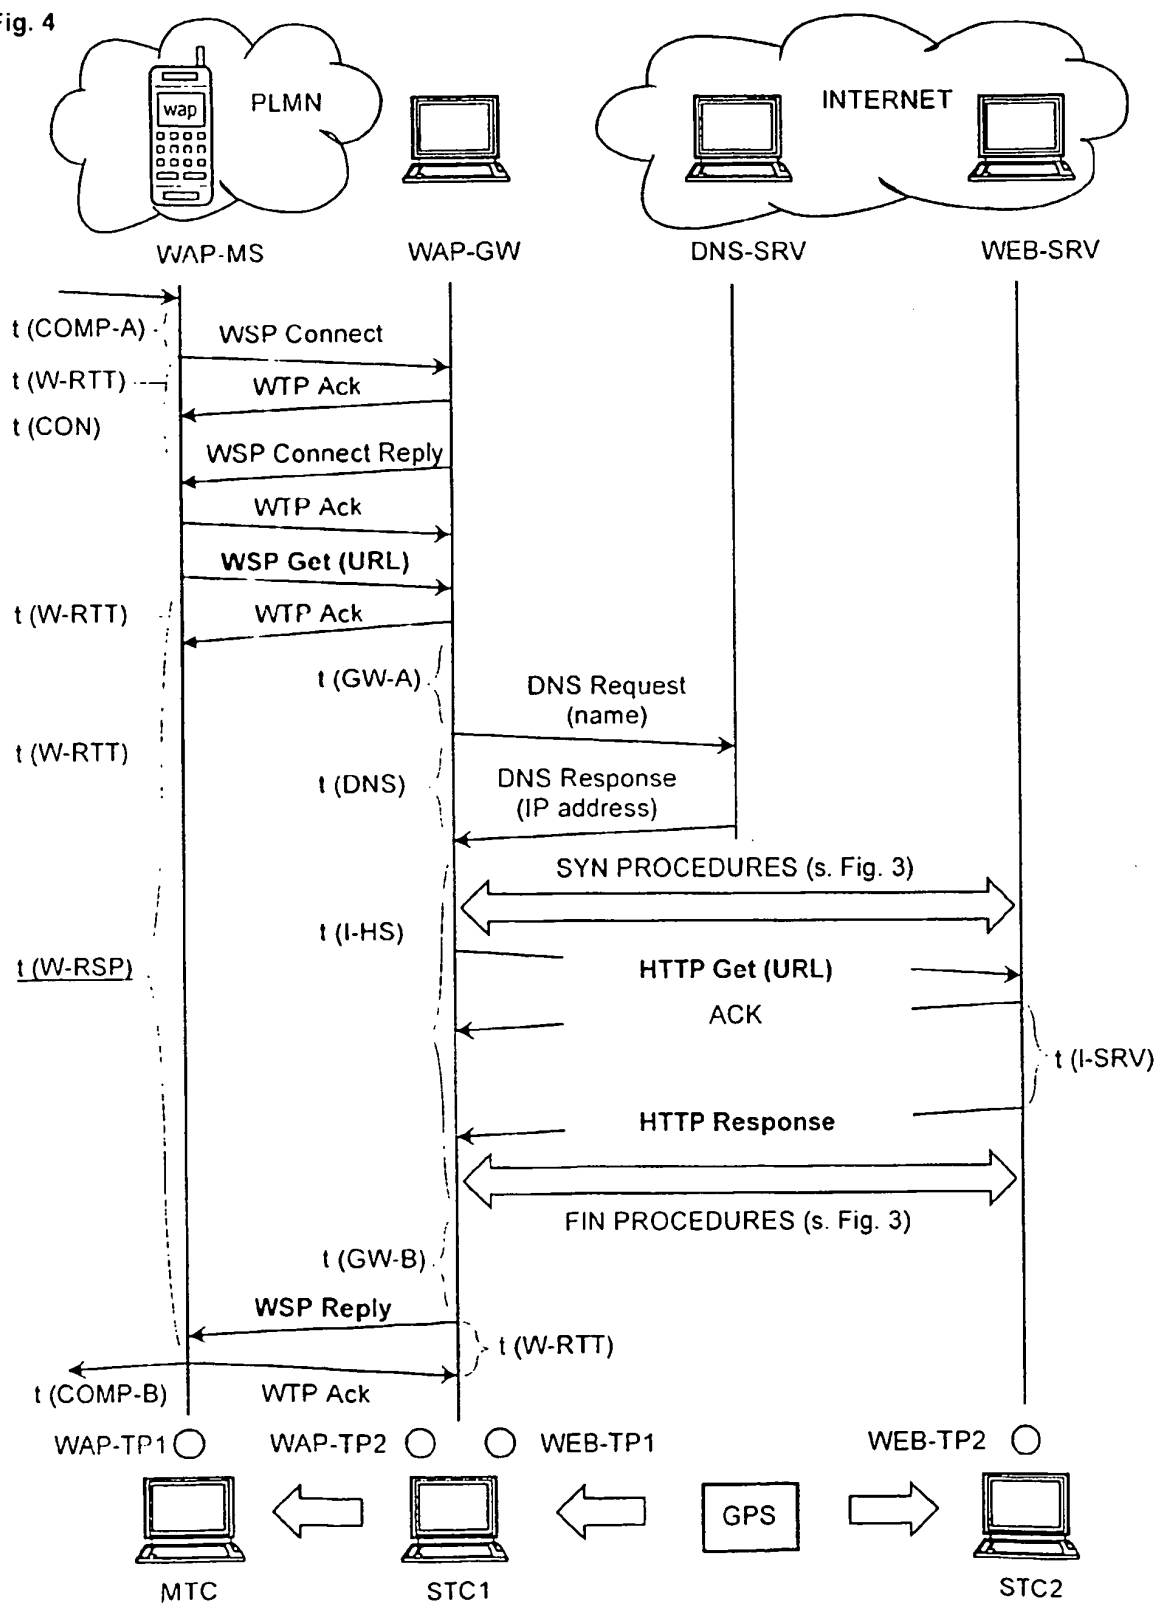 Fig. 4
wap
PLMN
INTERNET
WAP-MS
WAP-GW
DNS-SRV
WEB-SRV
t (COMP-A)
WSP Connect
t (W-RTT)
WTP Ack
t (CON)
WSP Connect Reply
WTP Ack
WSP Get (URL)
t (W-RTT)
WTP Ack
t (GW-A)
DNS Request
(name)
t (W-RTT)
t (DNS)
DNS Response
(IP address)
SYN PROCEDURES (s. Fig. 3)
t (I-HS)
t (W-RSP)
HTTP Get (URL)
ACK
t (I-SRV)
HTTP Response
FIN PROCEDURES (s. Fig. 3)
t (GW-B)
WSP Reply
t (W-RTT)
t (COMP-B)
WTP Ack
WAP-TP1
WAP-TP2
WEB-TP1
WEB-TP2
GPS
MTC
STC1
STC2